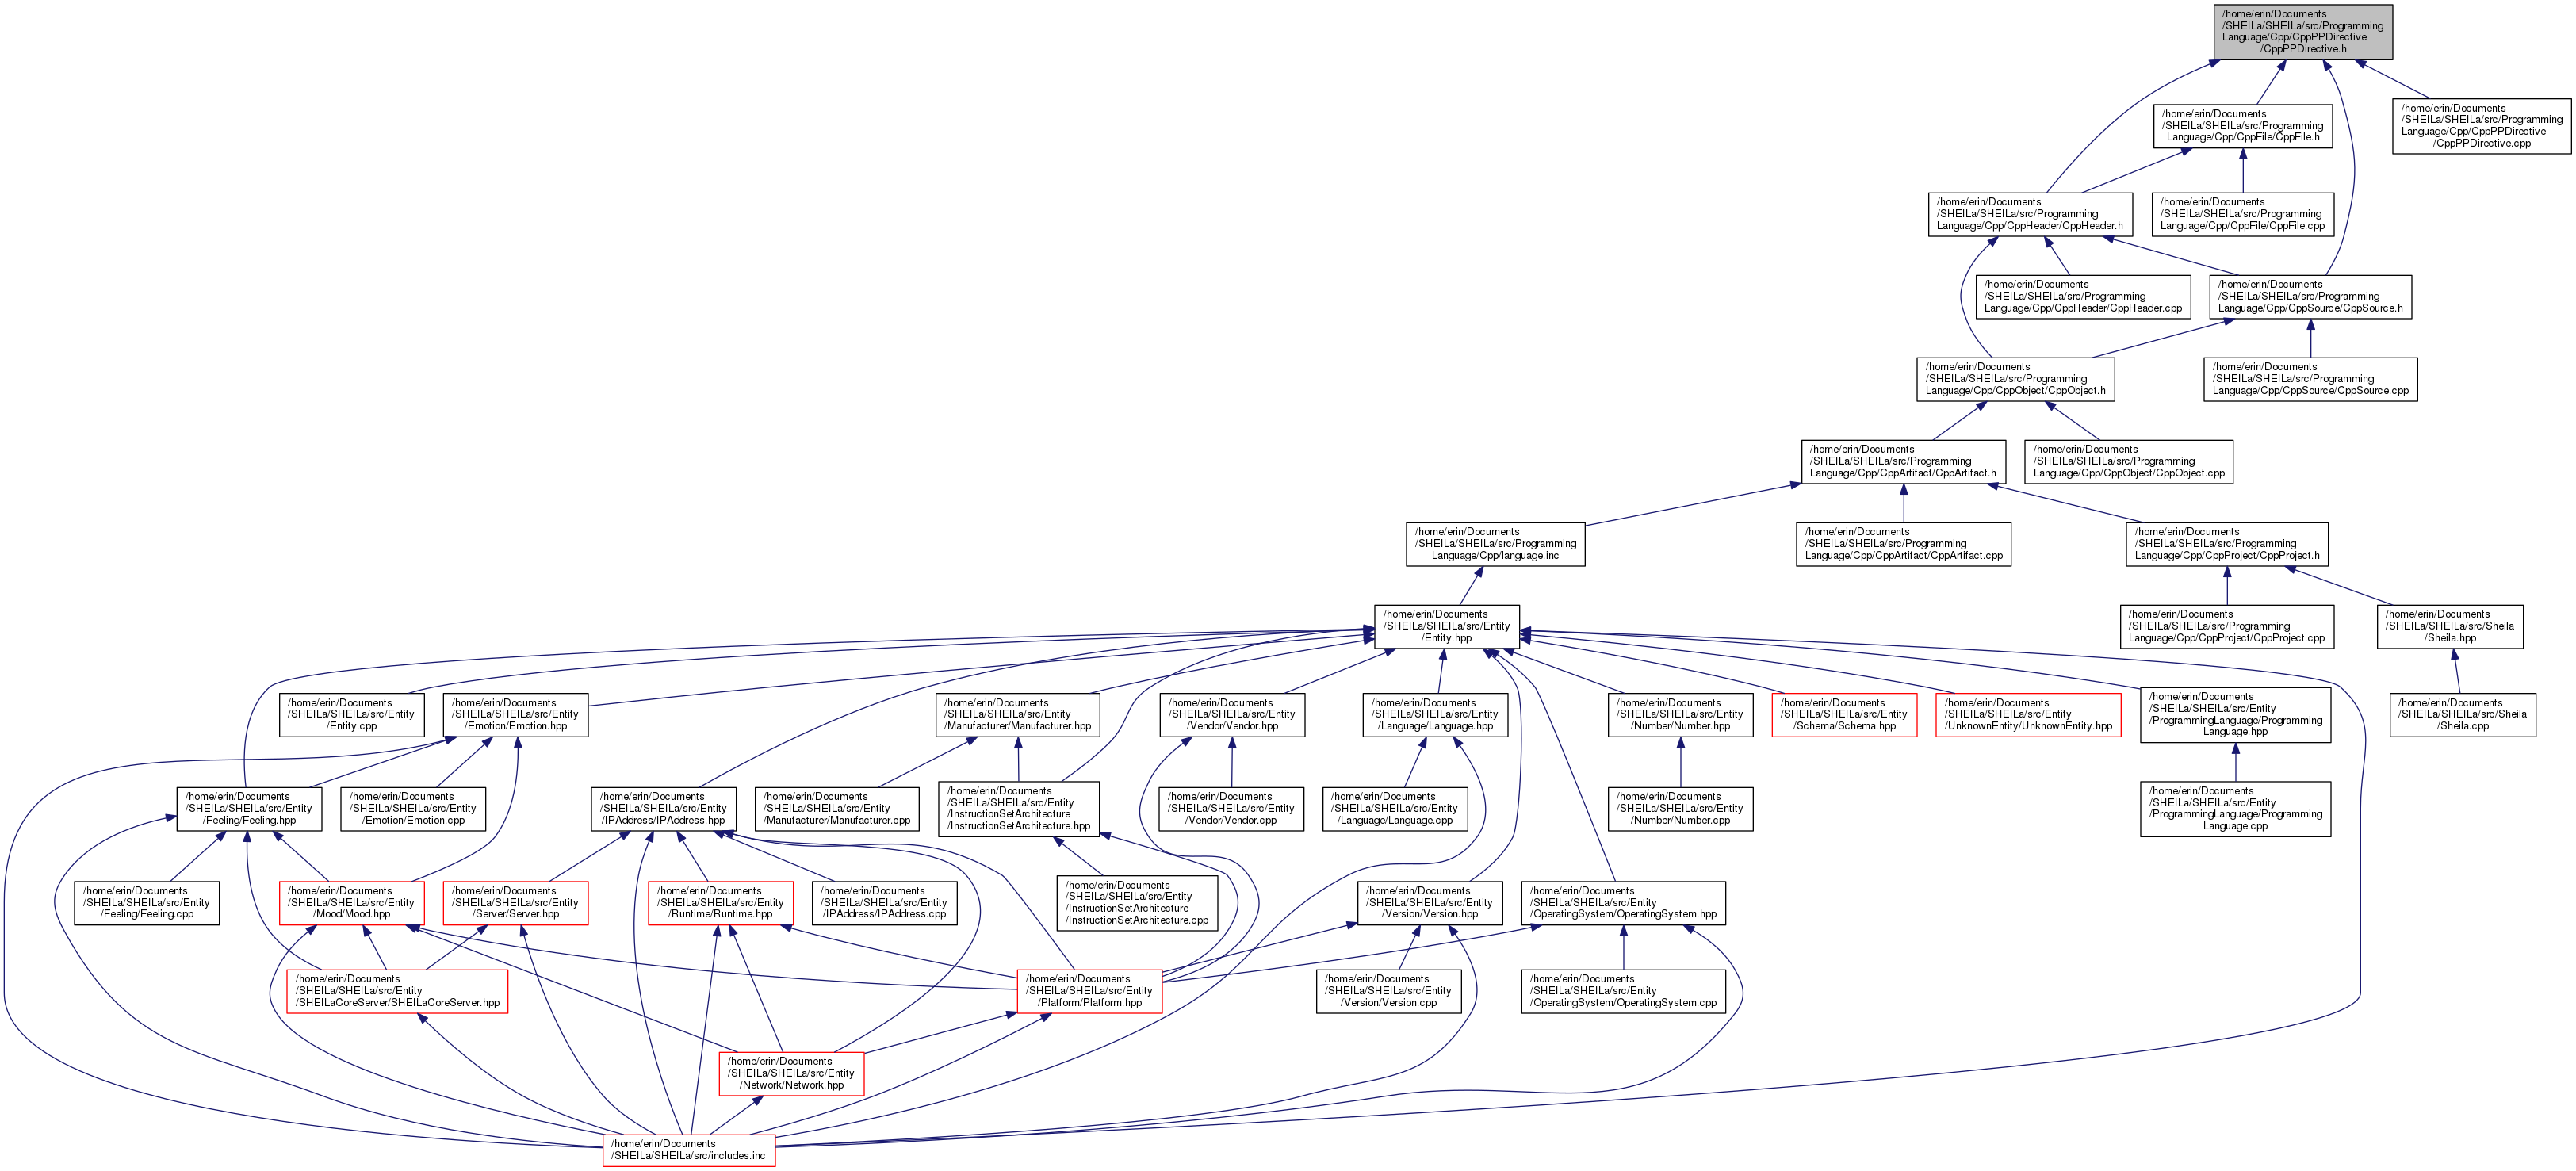 /home/erin/Documents
/SHEILa/SHEILa/src/Programming
Language/Cpp/CppPPDirective
/CppPPDirective.h
/home/erin/Documents
/SHEILa/SHEILa/src/Programming
Language/Cpp/CppFile/CppFile.h
/home/erin/Documents
/SHEILa/SHEILa/src/Programming
Language/Cpp/CppPPDirective
/CppPPDirective.cpp
/home/erin/Documents
/SHEILa/SHEILa/src/Programming
Language/Cpp/CppHeader/CppHeader.h
/home/erin/Documents
/SHEILa/SHEILa/src/Programming
Language/Cpp/CppFile/CppFile.cpp
/home/erin/Documents
/SHEILa/SHEILa/src/Programming
Language/Cpp/CppHeader/CppHeader.cpp
/home/erin/Documents
/SHEILa/SHEILa/src/Programming
Language/Cpp/CppSource/CppSource.h
/home/erin/Documents
/SHEILa/SHEILa/src/Programming
Language/Cpp/CppObject/CppObject.h
/home/erin/Documents
/SHEILa/SHEILa/src/Programming
Language/Cpp/CppSource/CppSource.cpp
/home/erin/Documents
/SHEILa/SHEILa/src/Programming
Language/Cpp/CppArtifact/CppArtifact.h
/home/erin/Documents
/SHEILa/SHEILa/src/Programming
Language/Cpp/CppObject/CppObject.cpp
/home/erin/Documents
/SHEILa/SHEILa/src/Programming
Language/Cpp/language.inc
/home/erin/Documents
/SHEILa/SHEILa/src/Programming
Language/Cpp/CppArtifact/CppArtifact.cpp
/home/erin/Documents
/SHEILa/SHEILa/src/Programming
Language/Cpp/CppProject/CppProject.h
/home/erin/Documents
/SHEILa/SHEILa/src/Entity
/Entity.hpp
/home/erin/Documents
/SHEILa/SHEILa/src/Programming
Language/Cpp/CppProject/CppProject.cpp
/home/erin/Documents
/SHEILa/SHEILa/src/Sheila
/Sheila.hpp
/home/erin/Documents
/SHEILa/SHEILa/src/Entity
/Entity.cpp
/home/erin/Documents
/SHEILa/SHEILa/src/Entity
/Emotion/Emotion.hpp
/home/erin/Documents
/SHEILa/SHEILa/src/Entity
/Manufacturer/Manufacturer.hpp
/home/erin/Documents
/SHEILa/SHEILa/src/Entity
/Vendor/Vendor.hpp
/home/erin/Documents
/SHEILa/SHEILa/src/Entity
/Language/Language.hpp
/home/erin/Documents
/SHEILa/SHEILa/src/Entity
/Number/Number.hpp
/home/erin/Documents
/SHEILa/SHEILa/src/Entity
/Schema/Schema.hpp
/home/erin/Documents
/SHEILa/SHEILa/src/Entity
/UnknownEntity/UnknownEntity.hpp
/home/erin/Documents
/SHEILa/SHEILa/src/Entity
/ProgrammingLanguage/Programming
Language.hpp
/home/erin/Documents
/SHEILa/SHEILa/src/Sheila
/Sheila.cpp
/home/erin/Documents
/SHEILa/SHEILa/src/Entity
/Feeling/Feeling.hpp
/home/erin/Documents
/SHEILa/SHEILa/src/Entity
/Emotion/Emotion.cpp
/home/erin/Documents
/SHEILa/SHEILa/src/Entity
/IPAddress/IPAddress.hpp
/home/erin/Documents
/SHEILa/SHEILa/src/Entity
/Manufacturer/Manufacturer.cpp
/home/erin/Documents
/SHEILa/SHEILa/src/Entity
/InstructionSetArchitecture
/InstructionSetArchitecture.hpp
/home/erin/Documents
/SHEILa/SHEILa/src/Entity
/Vendor/Vendor.cpp
/home/erin/Documents
/SHEILa/SHEILa/src/Entity
/Language/Language.cpp
/home/erin/Documents
/SHEILa/SHEILa/src/Entity
/Number/Number.cpp
/home/erin/Documents
/SHEILa/SHEILa/src/Entity
/ProgrammingLanguage/Programming
Language.cpp
/home/erin/Documents
/SHEILa/SHEILa/src/Entity
/Feeling/Feeling.cpp
/home/erin/Documents
/SHEILa/SHEILa/src/Entity
/Mood/Mood.hpp
/home/erin/Documents
/SHEILa/SHEILa/src/Entity
/Server/Server.hpp
/home/erin/Documents
/SHEILa/SHEILa/src/Entity
/Runtime/Runtime.hpp
/home/erin/Documents
/SHEILa/SHEILa/src/Entity
/IPAddress/IPAddress.cpp
/home/erin/Documents
/SHEILa/SHEILa/src/Entity
/InstructionSetArchitecture
/InstructionSetArchitecture.cpp
/home/erin/Documents
/SHEILa/SHEILa/src/Entity
/Version/Version.hpp
/home/erin/Documents
/SHEILa/SHEILa/src/Entity
/OperatingSystem/OperatingSystem.hpp
/home/erin/Documents
/SHEILa/SHEILa/src/Entity
/SHEILaCoreServer/SHEILaCoreServer.hpp
/home/erin/Documents
/SHEILa/SHEILa/src/Entity
/Platform/Platform.hpp
/home/erin/Documents
/SHEILa/SHEILa/src/Entity
/Version/Version.cpp
/home/erin/Documents
/SHEILa/SHEILa/src/Entity
/OperatingSystem/OperatingSystem.cpp
/home/erin/Documents
/SHEILa/SHEILa/src/Entity
/Network/Network.hpp
/home/erin/Documents
/SHEILa/SHEILa/src/includes.inc